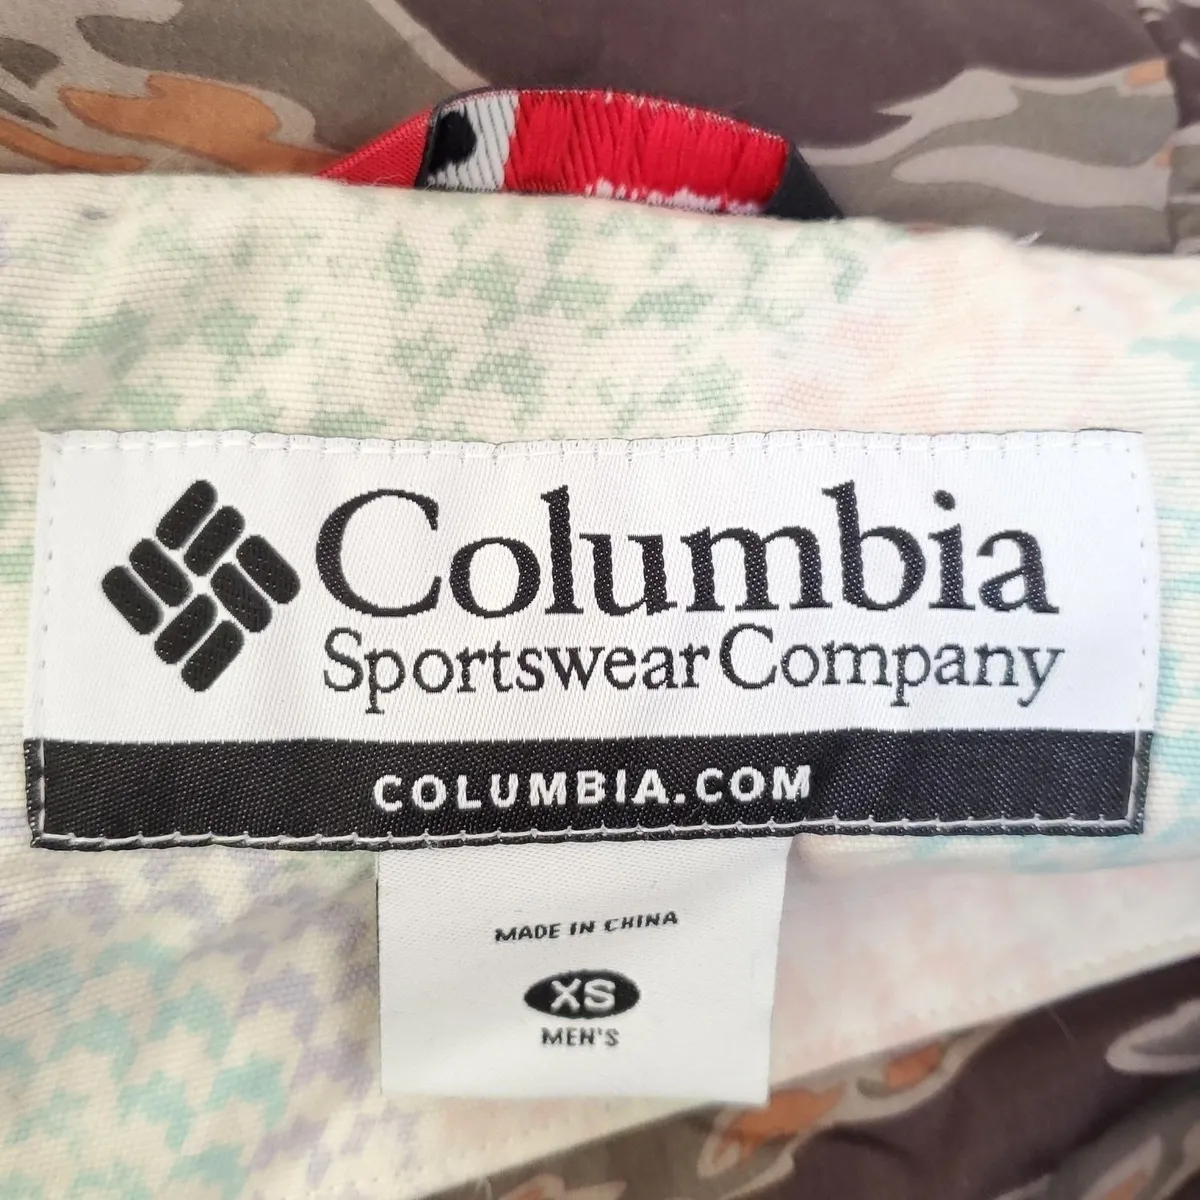 Columbia
Sportswear Company
COLUMBIA.COM
MADE IN CHINA
XS
MEN'S